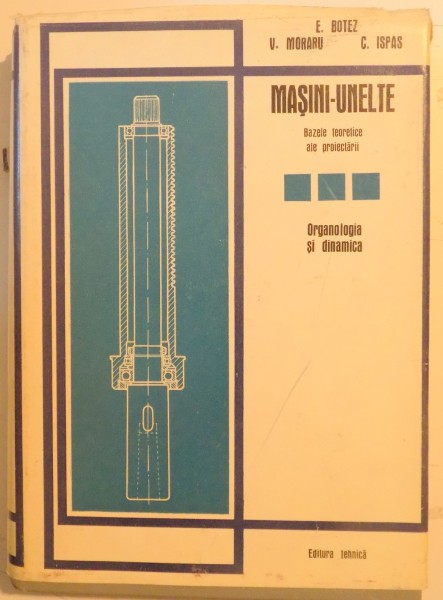 E. BOTEZ
V. MORARU C. ISPAS
MAŞINI-UNELTE
Bazele teoretice
ale proiectării
Organologia
şi dinamica
Editura tehnică